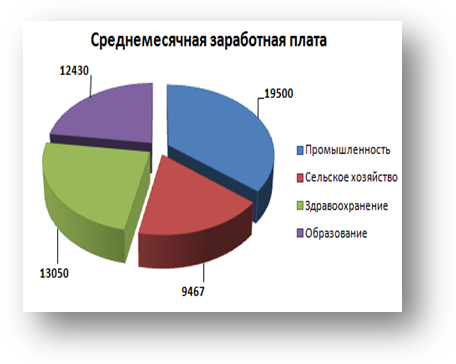 Среднемесячная заработная плата
12430
19500
13050
9467
Промышленность
Сельское хозяйство
Здравоохранение
Образование